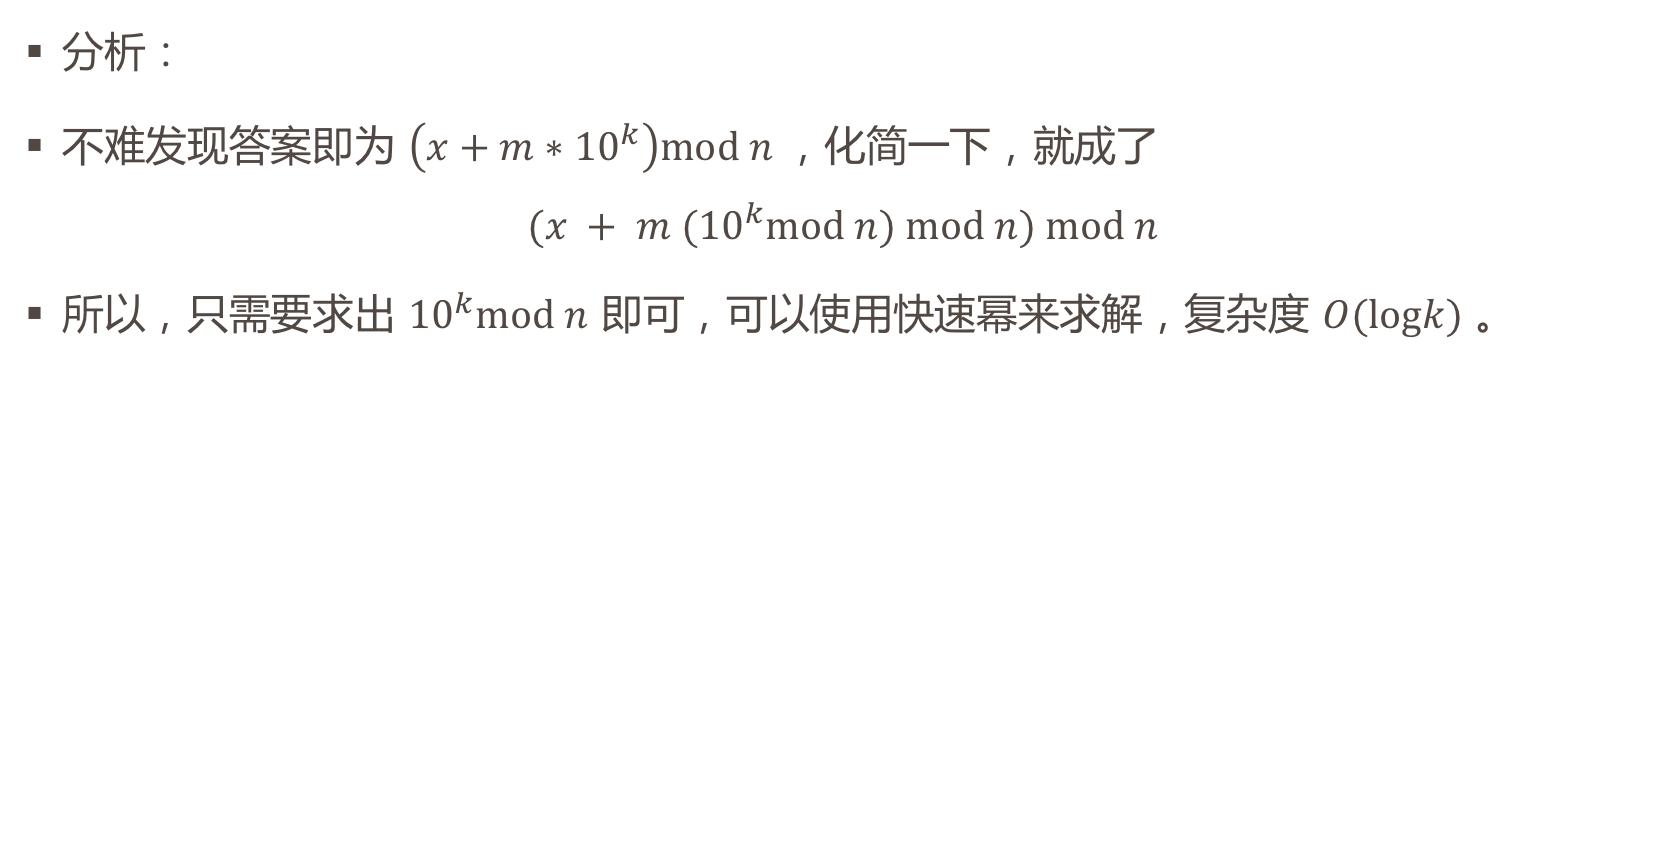 ▪ 分析：
▪ 不难发现答案即为 (x + m ∗ 10^k)mod n ，化简一下，就成了
(x + m (10^k mod n) mod n) mod n
▪ 所以，只需要求出 10^k mod n 即可，可以使用快速幂来求解，复杂度 O(logk) 。